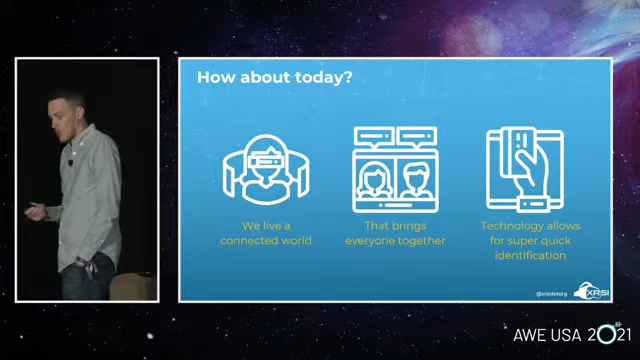 How about today?
We live a
connected world
That brings
everyone together
Technology allows
for super quick
identification
@xrsidotorg
XRSI
AWE USA 2021